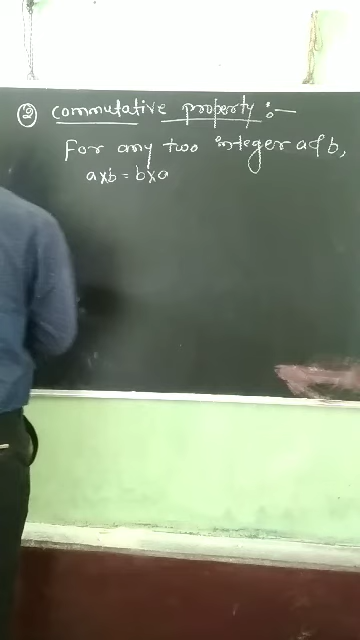 ② Commutative property :-
For any two integer a & b,
a×b = b×a